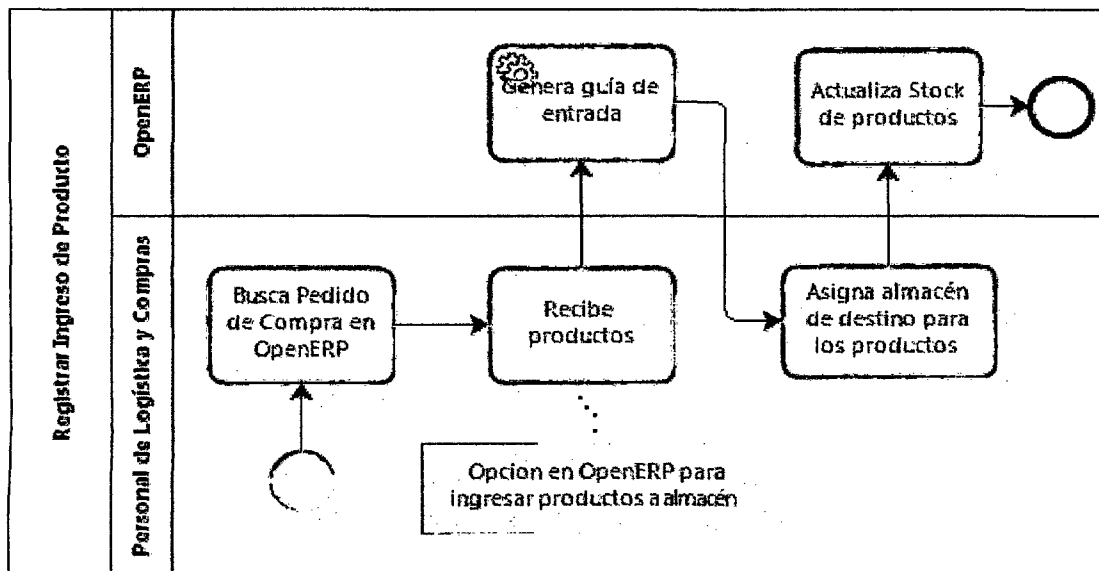 Registrar Ingreso de Producto
OpenERP
Genera guía de
entrada
Actualiza Stock
de productos
Personal de Logística y Compras
Busca Pedido
de Compra en
OpenERP
Recibe
productos
Asigna almacén
de destino para
los productos
Opcion en OpenERP para
ingresar productos a almacén